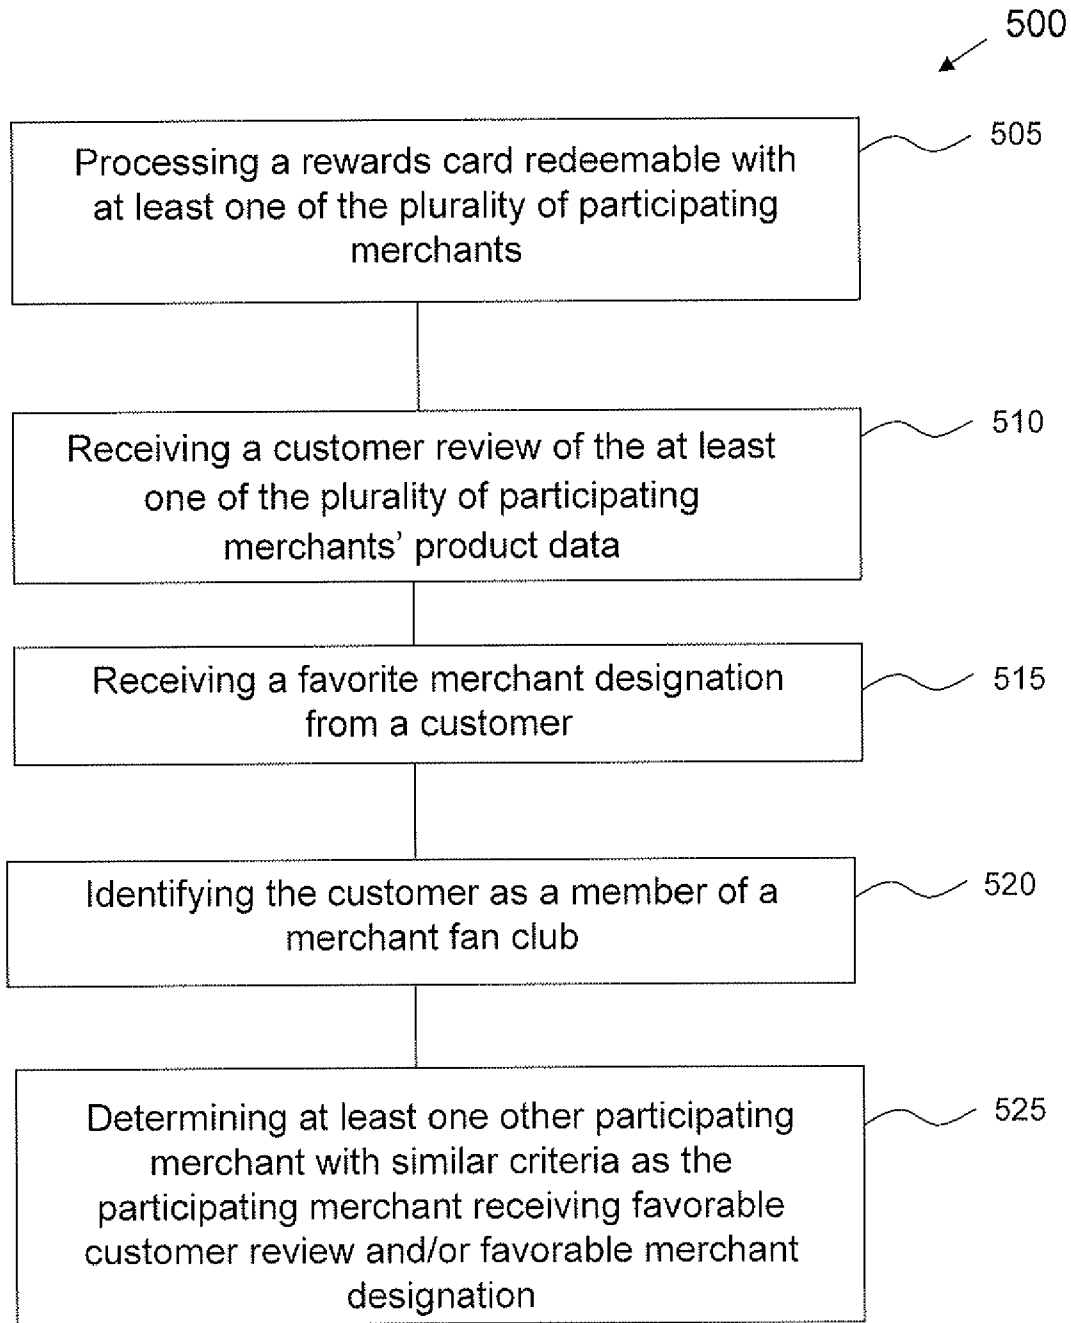 500
Processing a rewards card redeemable with
at least one of the plurality of participating
merchants
505
Receiving a customer review of the at least
one of the plurality of participating
merchants’ product data
510
Receiving a favorite merchant designation
from a customer
515
Identifying the customer as a member of a
merchant fan club
520
Determining at least one other participating
merchant with similar criteria as the
participating merchant receiving favorable
customer review and/or favorable merchant
designation
525